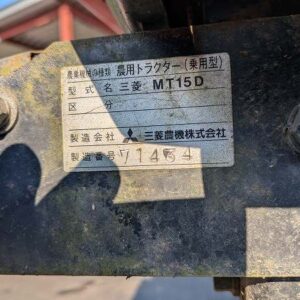 農業機械の種類 農用トラクター(乗用型)
型式名 三菱 MT15D
区分
製造会社 三菱農機株式会社
製造番号 71454